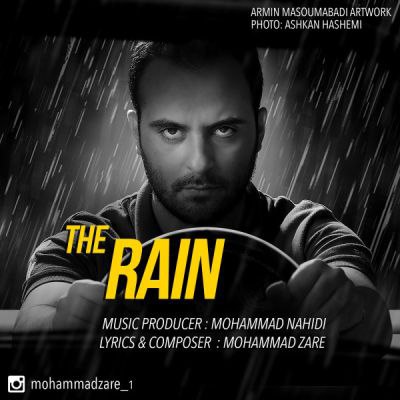 ARMIN MASOUMABADI ARTWORK
PHOTO: ASHKAN HASHEMI
THE
RAIN
MUSIC PRODUCER : MOHAMMAD NAHIDI
LYRICS & COMPOSER : MOHAMMAD ZARE
mohammadzare_1